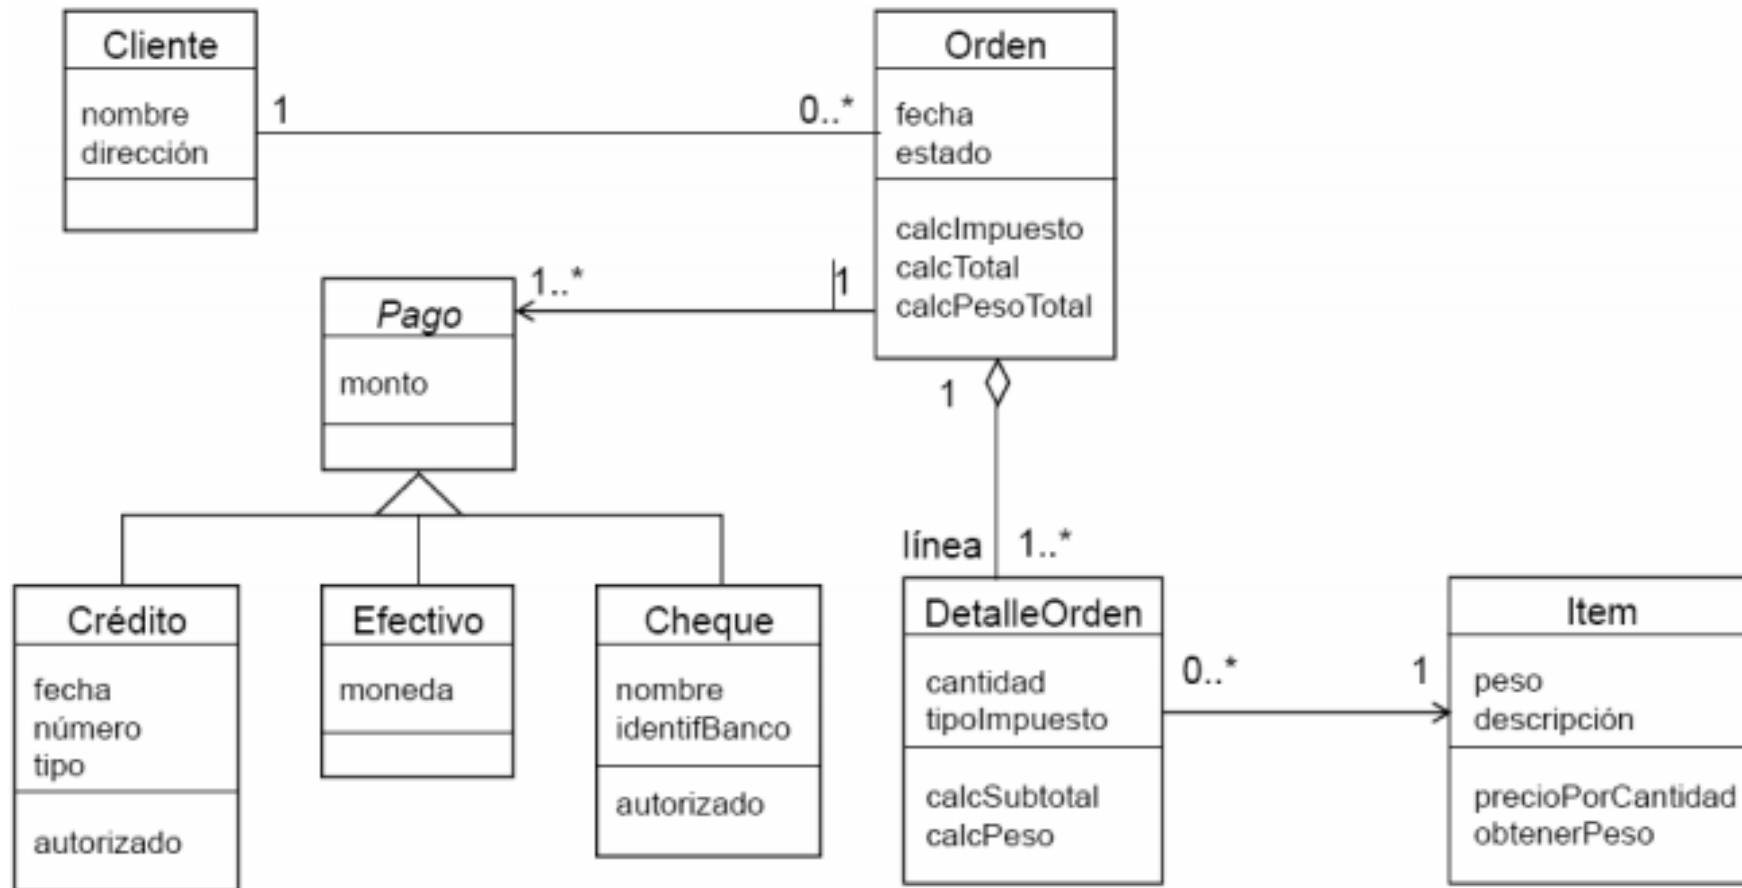 Cliente
nombre
dirección
1
0..*
Orden
fecha
estado
calcImpuesto
calcTotal
calcPesoTotal
1..*
1
Pago
monto
1
línea
1..*
Crédito
fecha
número
tipo
autorizado
Efectivo
moneda
Cheque
nombre
identifBanco
autorizado
DetalleOrden
cantidad
tipoImpuesto
calcSubtotal
calcPeso
0..*
1
Item
peso
descripción
precioPorCantidad
obtenerPeso